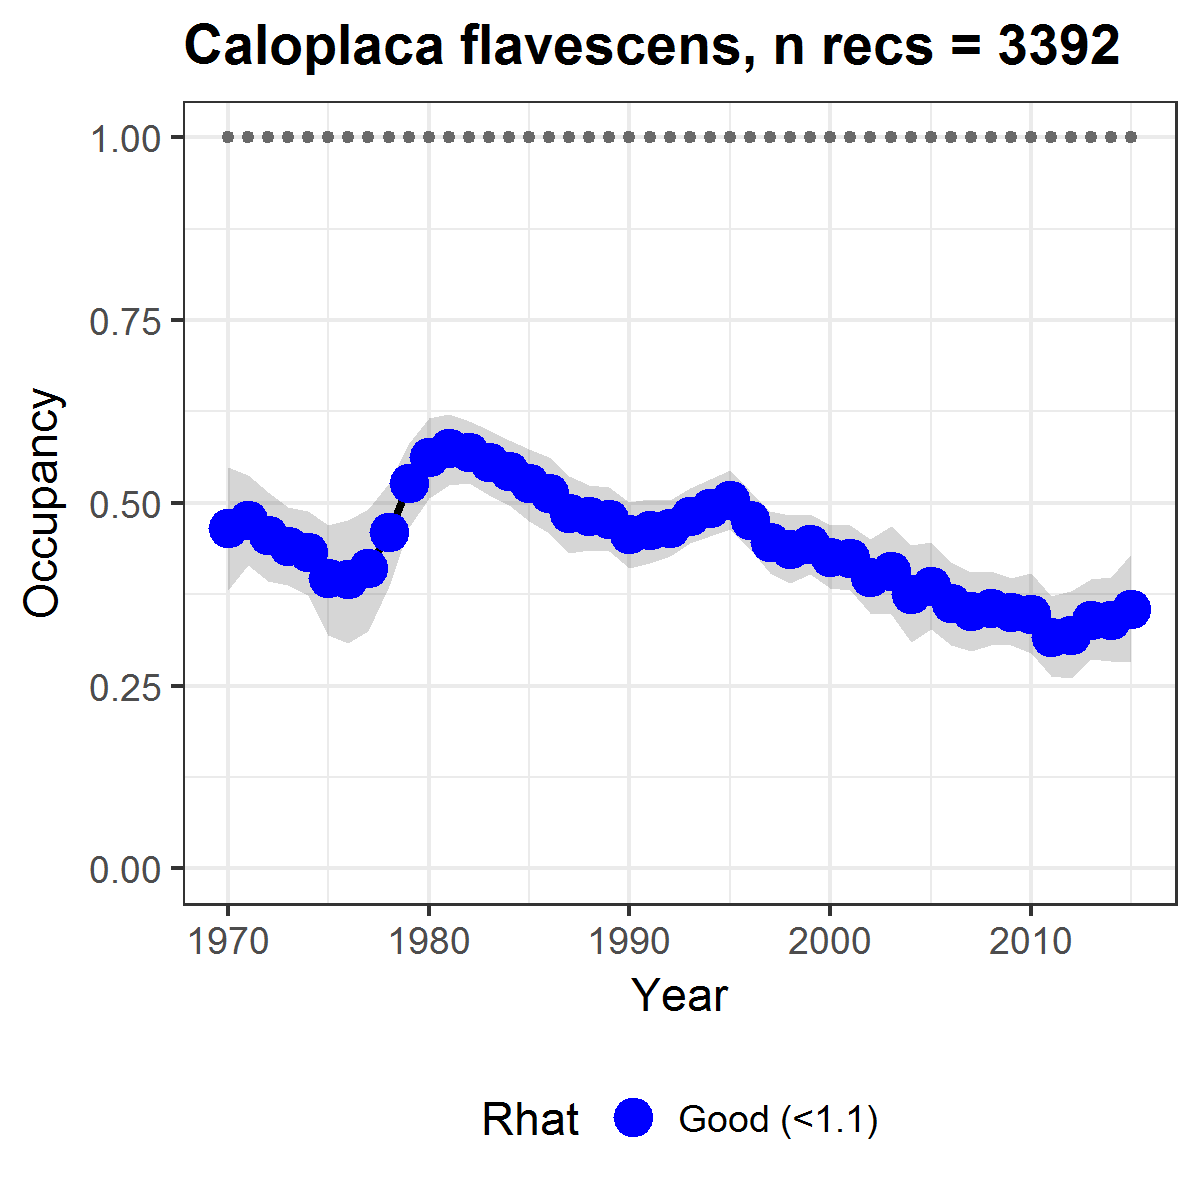 Caloplaca flavescens, n recs = 3392
1.00
0.75
0.50
0.25
0.00
Occupancy
1970 1980 1990 2000 2010
Year
Rhat Good (<1.1)